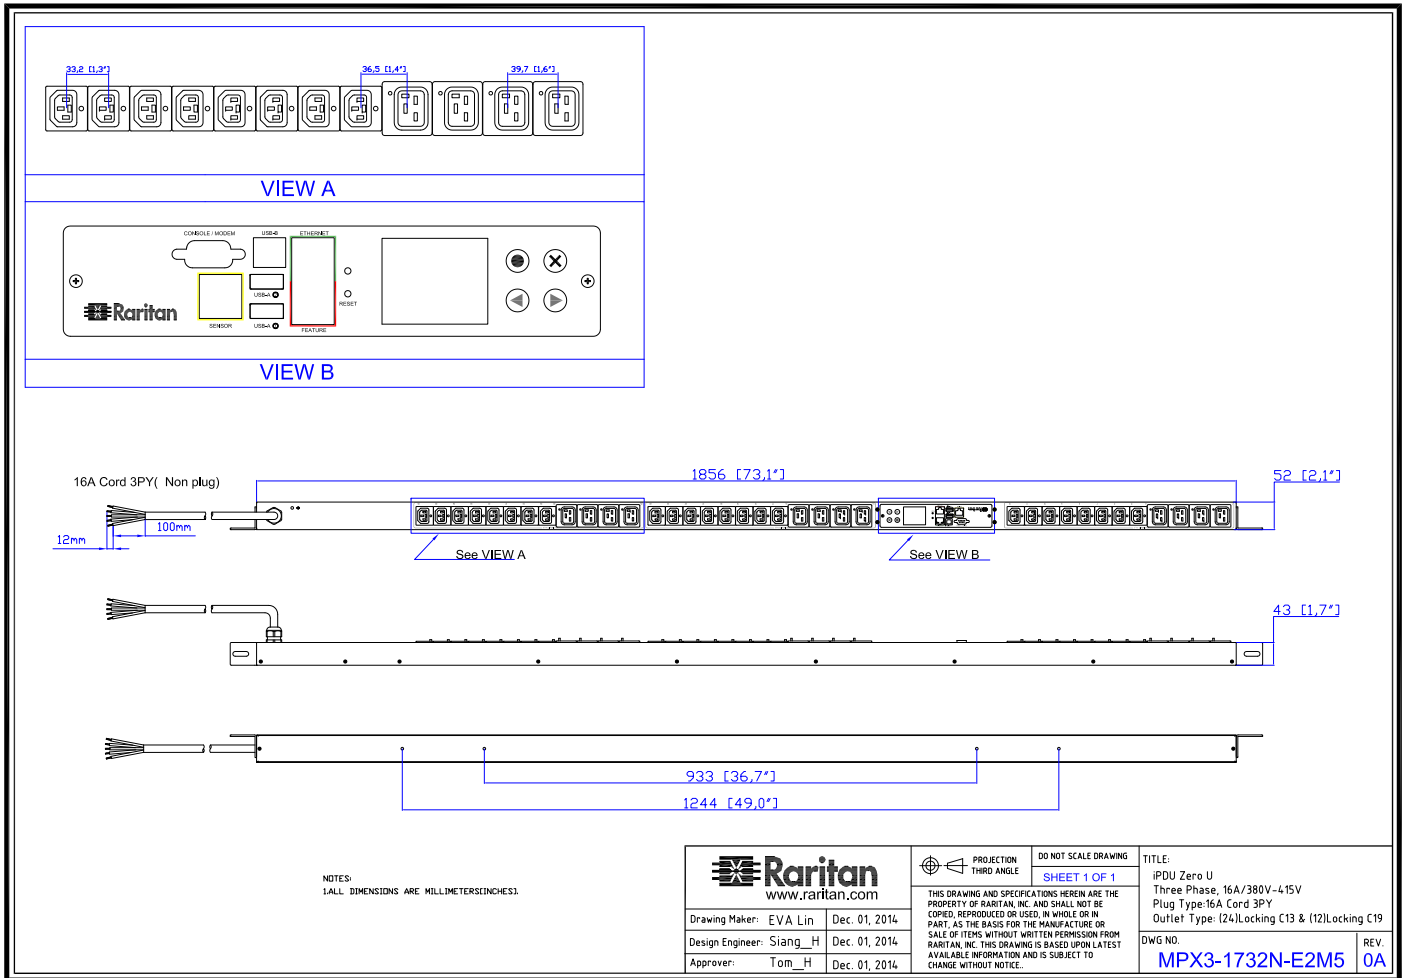 33,2 [1,3"]
36,5 [1,4"]
39,7 [1,6"]
VIEW A
CONSOLE / MODEM
USB-B
ETHERNET
USB-A
RESET
Raritan
SENSOR
USB-A
FEATURE
VIEW B
16A Cord 3PY( Non plug)
1856 [73,1"]
52 [2,1"]
100mm
12mm
See VIEW A
See VIEW B
43 [1,7"]
933 [36,7"]
1244 [49,0"]
NOTES:
1.ALL DIMENSIONS ARE MILLIMETERS[INCHES].
Raritan
www.raritan.com
Drawing Maker: EVA Lin Dec. 01, 2014
Design Engineer: Siang__H Dec. 01, 2014
Approver: Tom__H Dec. 01, 2014
PROJECTION
THIRD ANGLE
DO NOT SCALE DRAWING
SHEET 1 OF 1
THIS DRAWING AND SPECIFICATIONS HEREIN ARE THE
PROPERTY OF RARITAN, INC. AND SHALL NOT BE
COPIED, REPRODUCED OR USED, IN WHOLE OR IN
PART, AS THE BASIS FOR THE MANUFACTURE OR
SALE OF ITEMS WITHOUT WRITTEN PERMISSION FROM
RARITAN, INC. THIS DRAWING IS BASED UPON LATEST
AVAILABLE INFORMATION AND IS SUBJECT TO
CHANGE WITHOUT NOTICE..
TITLE:
iPDU Zero U
Three Phase, 16A/380V-415V
Plug Type:16A Cord 3PY
Outlet Type: (24)Locking C13 & (12)Locking C19
DWG NO.
MPX3-1732N-E2M5
REV.
0A